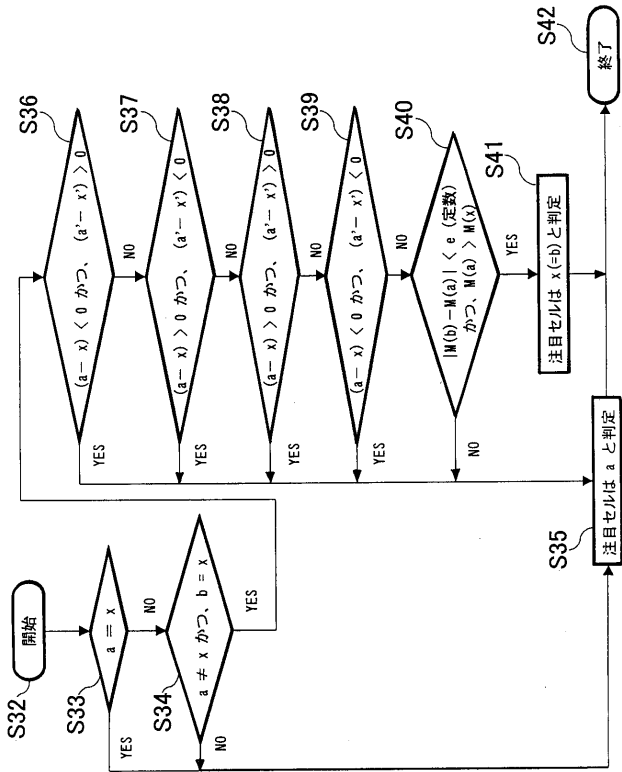 S32
開始
S33
a = x
YES
NO
S34
a ≠ x かつ、b = x
NO
YES
S36
(a－x) < 0 かつ、(a'－x') > 0
YES
NO
S37
(a－x) > 0 かつ、(a'－x') < 0
YES
NO
S38
(a－x) > 0 かつ、(a'－x') > 0
YES
NO
S39
(a－x) < 0 かつ、(a'－x') < 0
YES
NO
S40
|M(b)－M(a)| < e (定数)
かつ、M(a) > M(x)
NO
YES
S41
注目セルは x(=b)と判定
S35
注目セルは a と判定
S42
終了